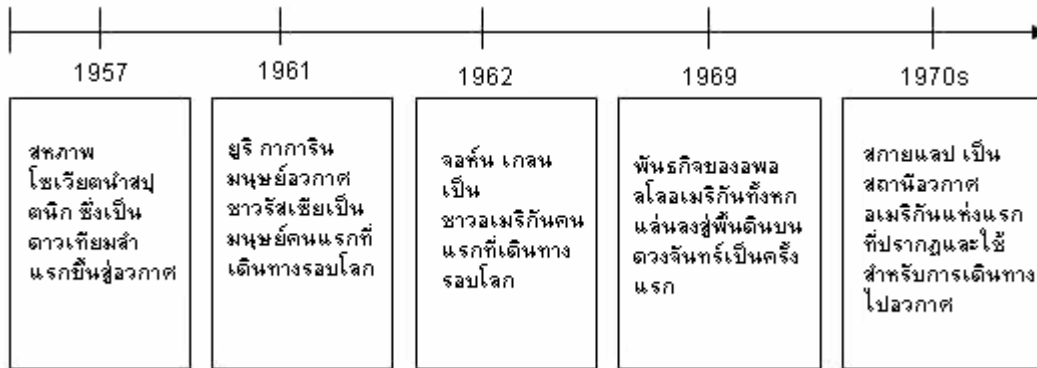 1957
1961
1962
1969
1970s
สหภาพ
โซเวียตนำสปุ
ตนิก ซึ่งเป็น
ดาวเทียมลำ
แรกขึ้นสู่อวกาศ
ยูริ กาการิน
มนุษย์อวกาศ
ชาวรัสเซียเป็น
มนุษย์คนแรกที่
เดินทางรอบโลก
จอห์น เกลน
เป็น
ชาวอเมริกันคน
แรกที่เดินทาง
รอบโลก
พันธกิจของอพอ
ลโลอเมริกันทั้งหก
แล่นลงสู่พื้นดินบน
ดวงจันทร์เป็นครั้ง
แรก
สกายแลป เป็น
สถานีอวกาศ
อเมริกันแห่งแรก
ที่ปรากฏและใช้
สำหรับการเดินทาง
ไปอวกาศ